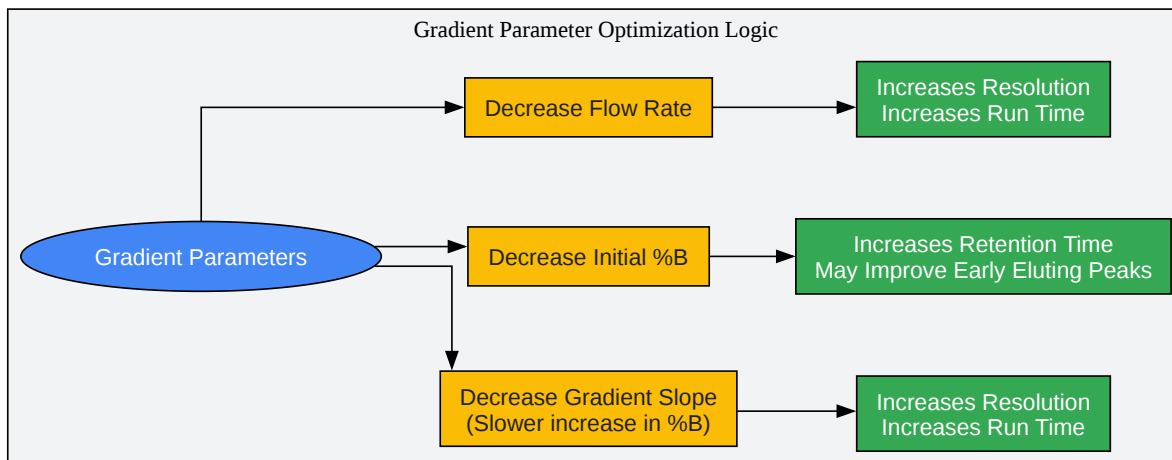 Gradient Parameter Optimization Logic
Decrease Flow Rate
Increases Resolution
Increases Run Time
Gradient Parameters
Decrease Initial %B
Increases Retention Time
May Improve Early Eluting Peaks
Decrease Gradient Slope
(Slower increase in %B)
Increases Resolution
Increases Run Time